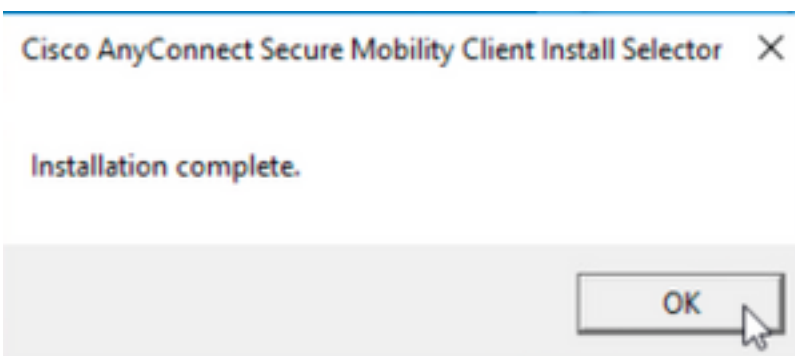 Cisco AnyConnect Secure Mobility Client Install Selector
Installation complete.
OK